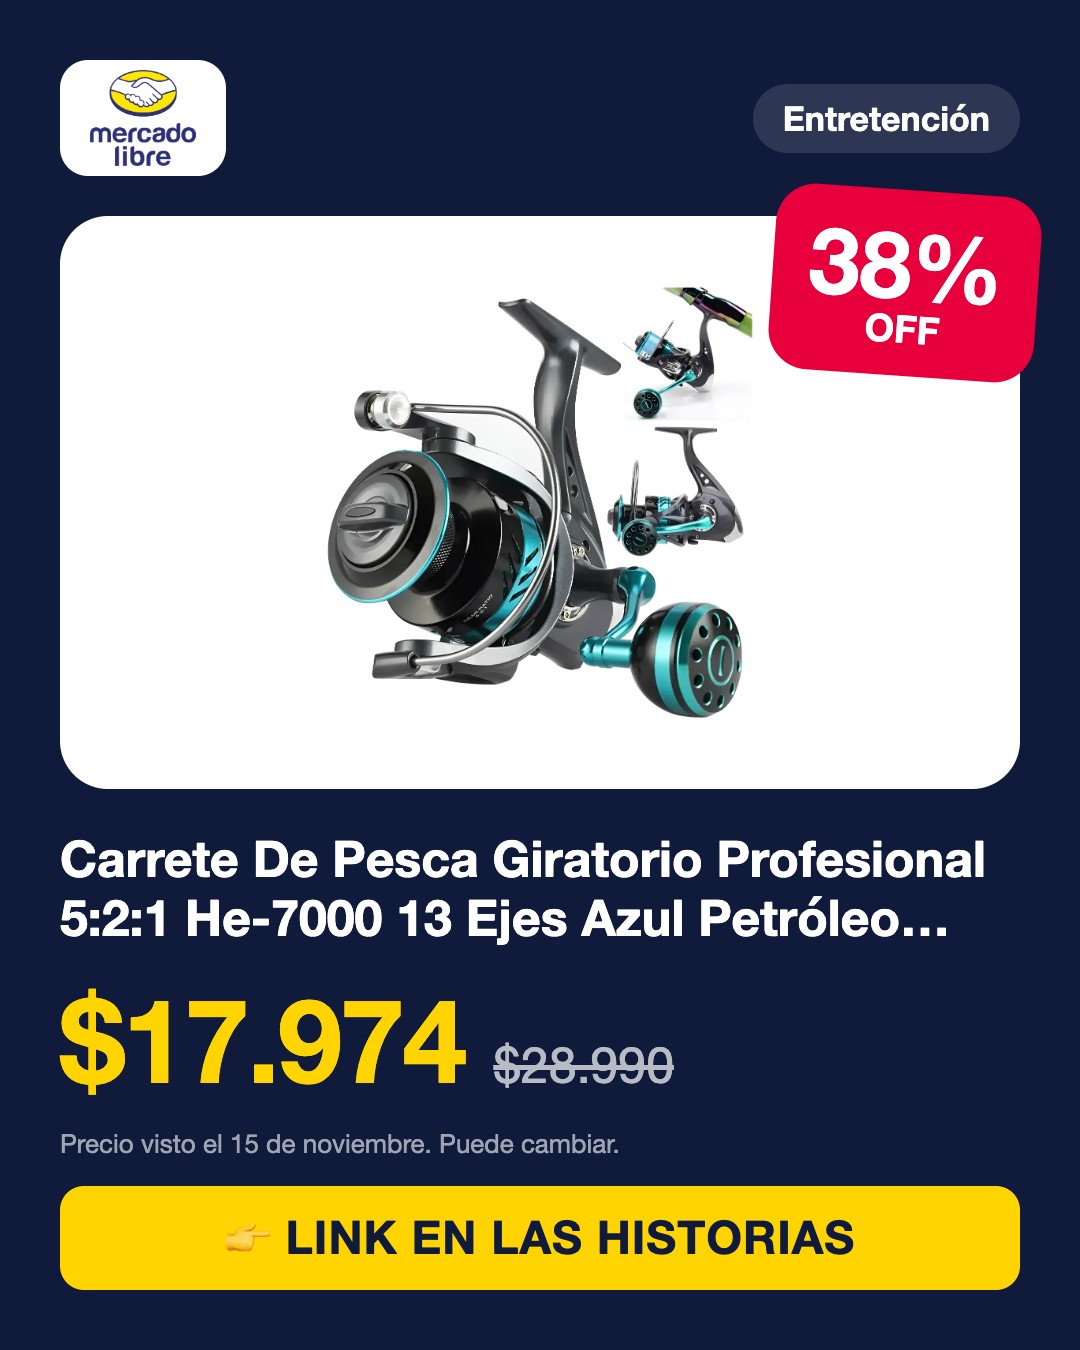 mercado
libre
Entretención
38%
OFF
Carrete De Pesca Giratorio Profesional
5:2:1 He-7000 13 Ejes Azul Petróleo...
$17.974 $28.990
Precio visto el 15 de noviembre. Puede cambiar.
👉 LINK EN LAS HISTORIAS